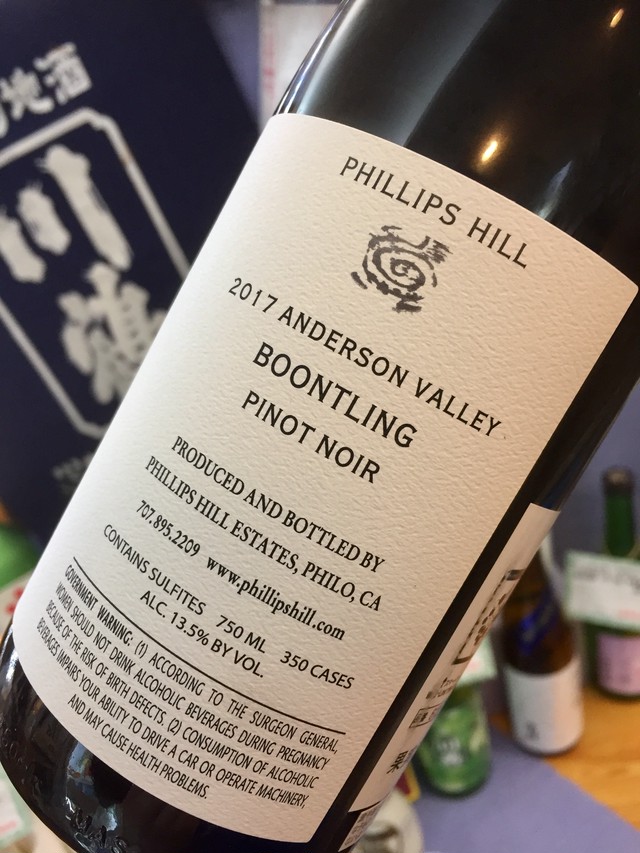 地酒
川
鶴
PHILLIPS HILL
2017 ANDERSON VALLEY
BOONTLING
PINOT NOIR
PRODUCED AND BOTTLED BY
PHILLIPS HILL ESTATES, PHILO, CA
707.895.2209 www.phillipshill.com
CONTAINS SULFITES 750 ML 350 CASES
ALC. 13.5% BY VOL.
GOVERNMENT WARNING: (1) ACCORDING TO THE SURGEON GENERAL,
WOMEN SHOULD NOT DRINK ALCOHOLIC BEVERAGES DURING PREGNANCY
BECAUSE OF THE RISK OF BIRTH DEFECTS. (2) CONSUMPTION OF ALCOHOLIC
BEVERAGES IMPAIRS YOUR ABILITY TO DRIVE A CAR OR OPERATE MACHINERY,
AND MAY CAUSE HEALTH PROBLEMS.